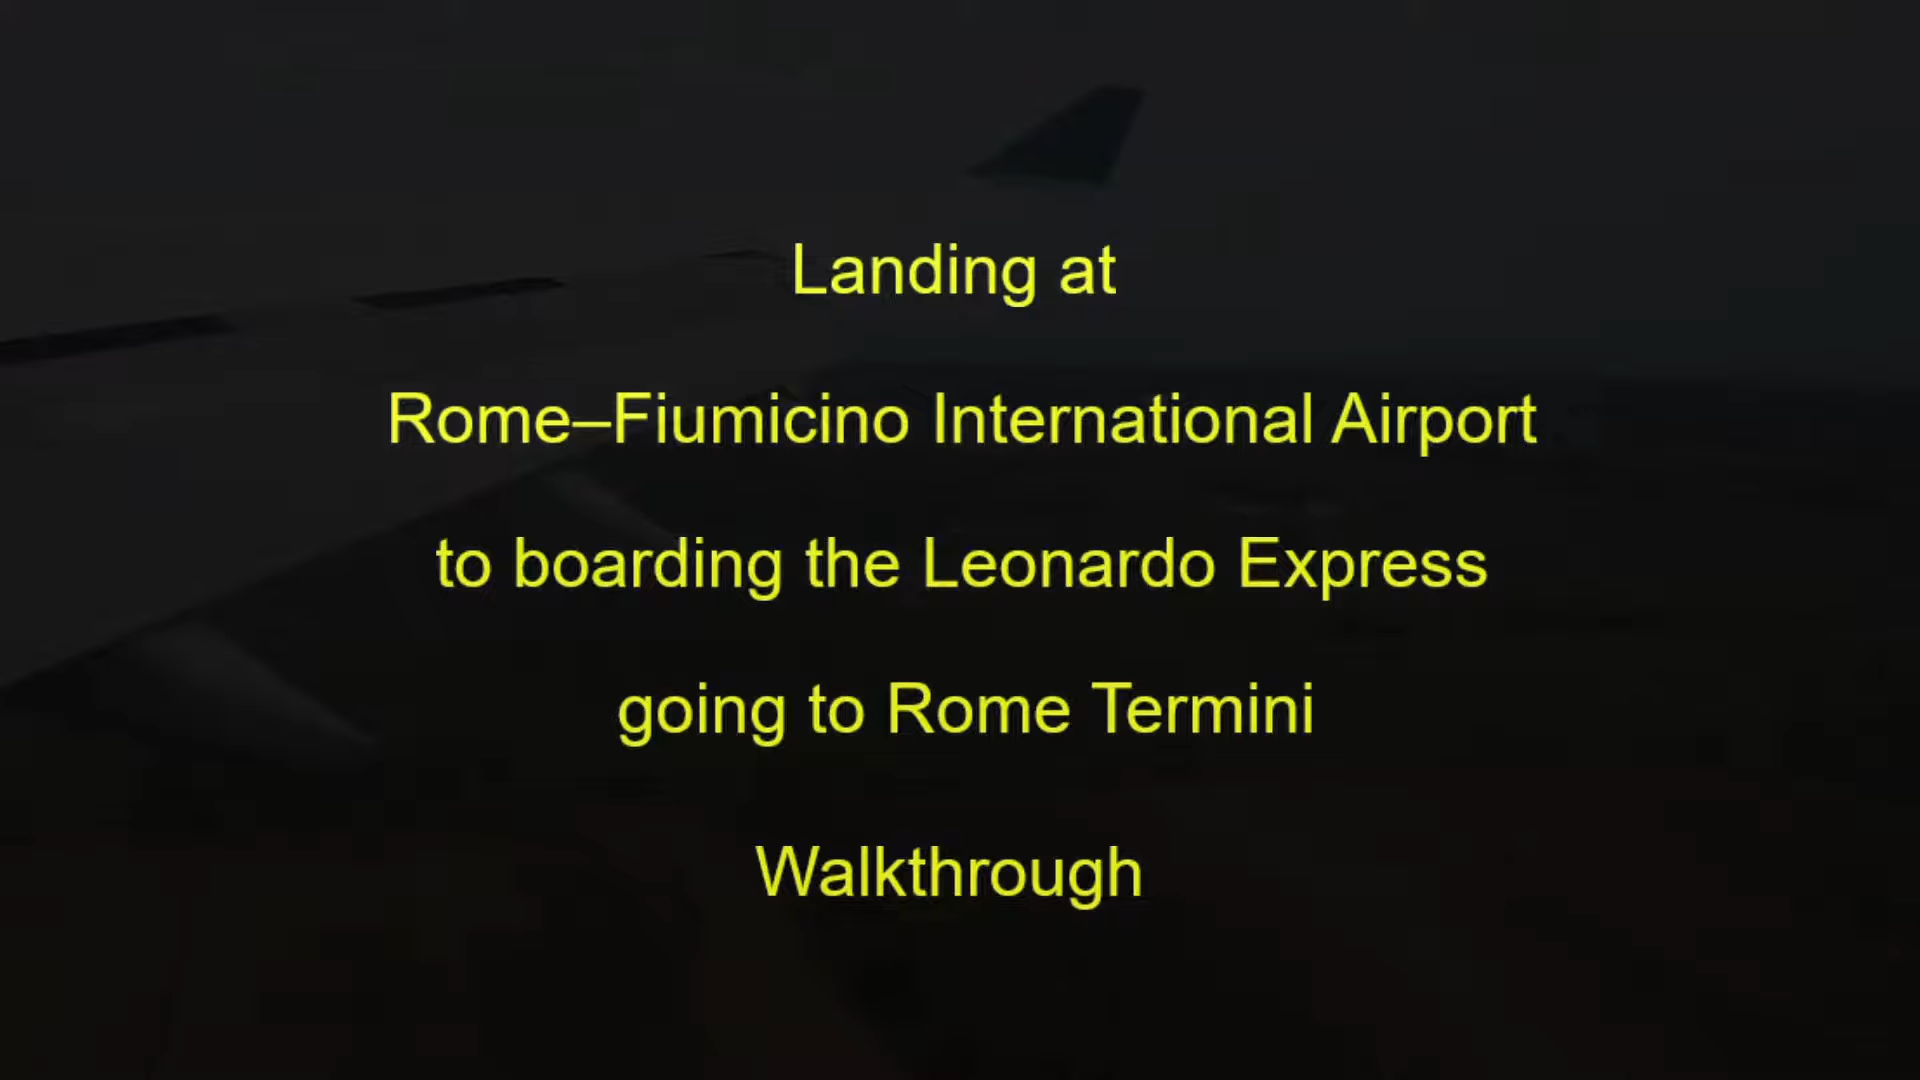 Landing at
Rome–Fiumicino International Airport
to boarding the Leonardo Express
going to Rome Termini
Walkthrough